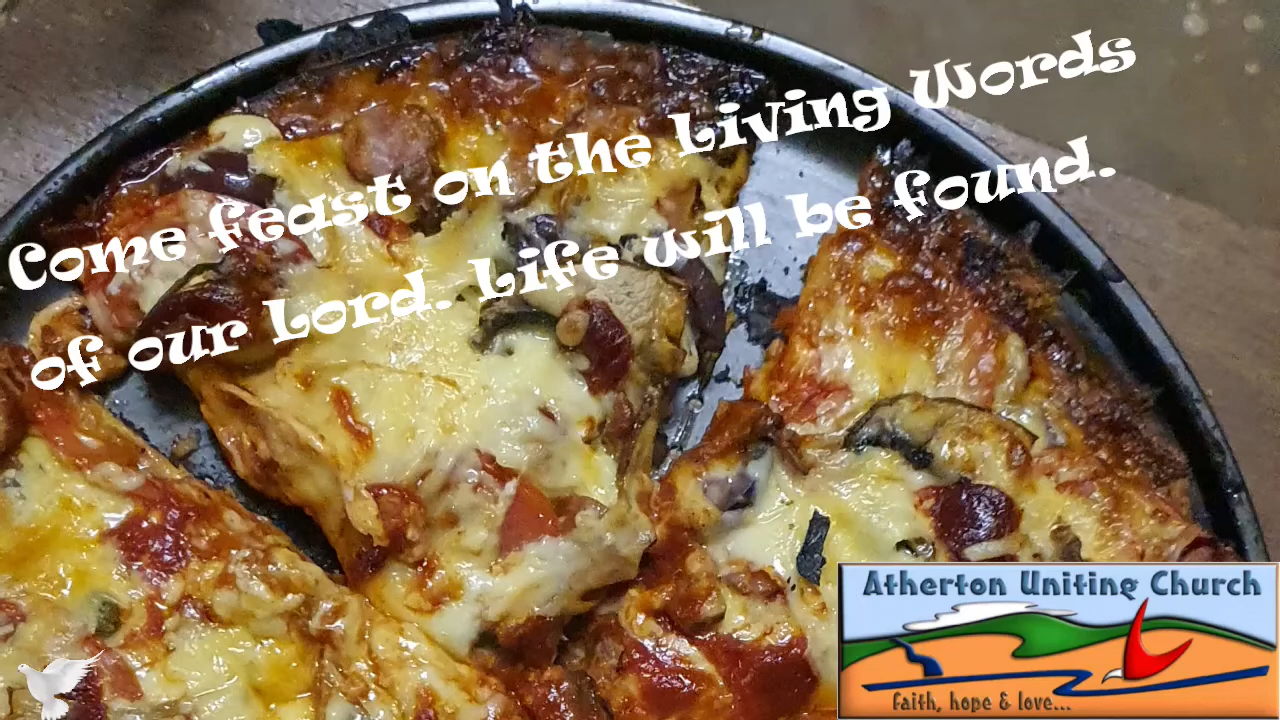 Come feast on the Living Words
of our Lord. Life will be found.
Atherton Uniting Church
Faith, hope & love...